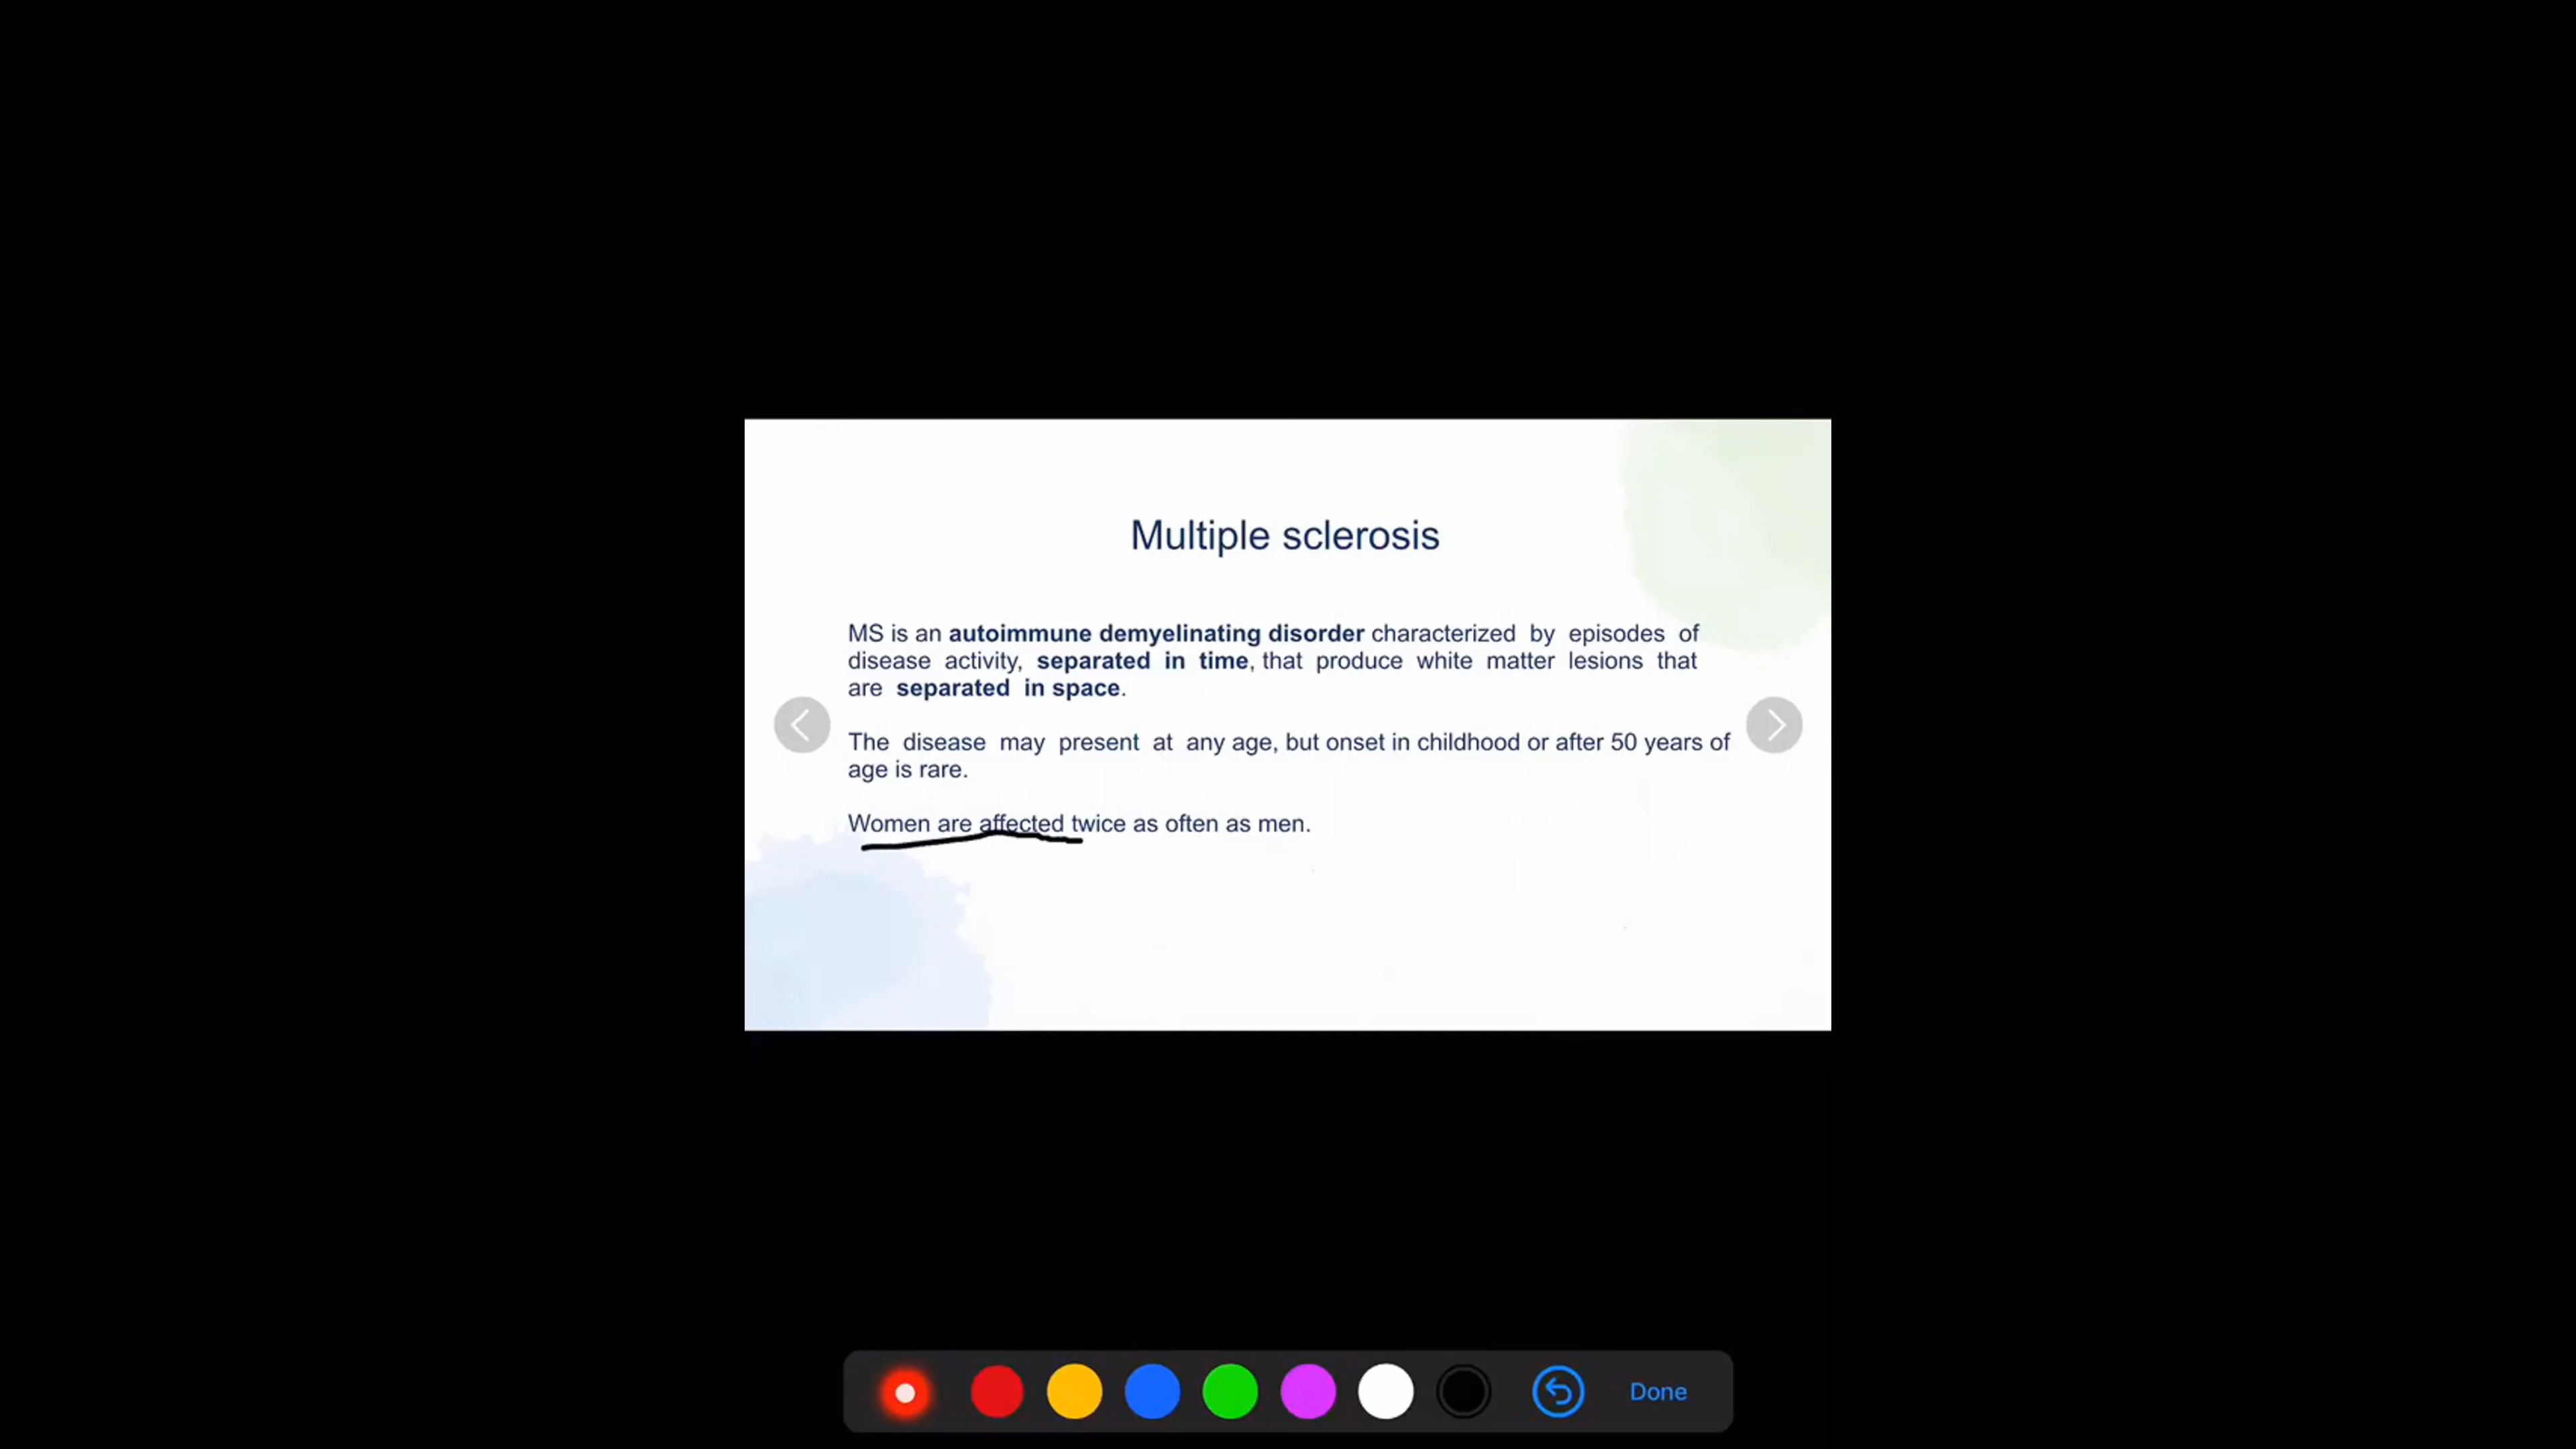 Multiple sclerosis
MS is an autoimmune demyelinating disorder characterized by episodes of
disease activity, separated in time, that produce white matter lesions that
are separated in space.
The disease may present at any age, but onset in childhood or after 50 years of
age is rare.
Women are affected twice as often as men.
Done